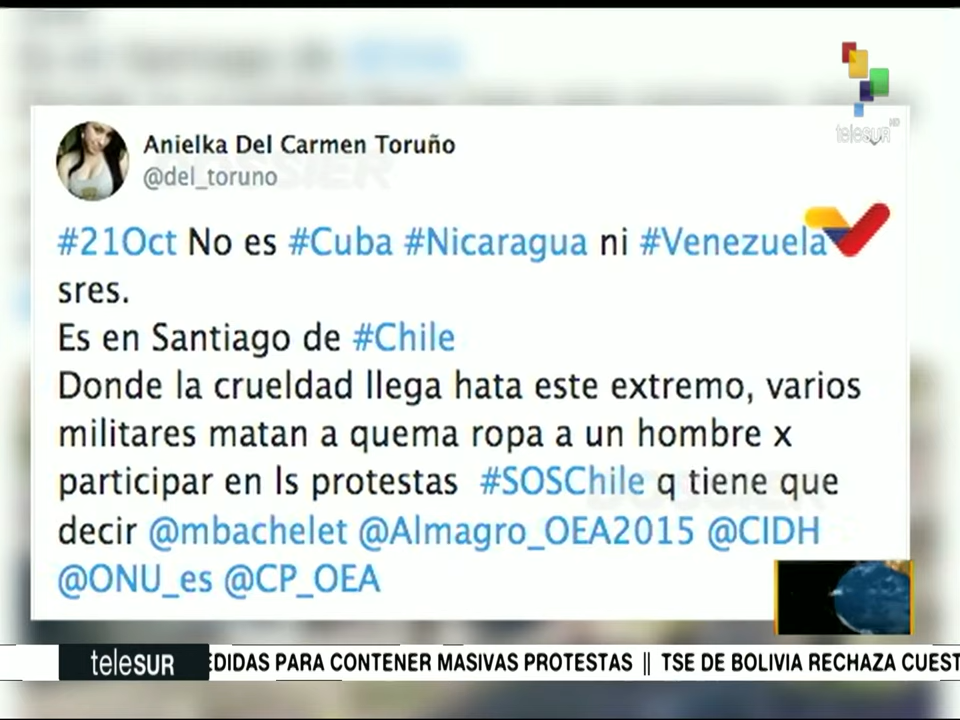 telesur HD
Anielka Del Carmen Toruño
@del_toruno
#21Oct No es #Cuba #Nicaragua ni #Venezuela
sres.
Es en Santiago de #Chile
Donde la crueldad llega hata este extremo, varios
militares matan a quema ropa a un hombre x
participar en ls protestas #SOSChile q tiene que
decir @mbachelet @Almagro_OEA2015 @CIDH
@ONU_es @CP_OEA
teleSUR EDIDAS PARA CONTENER MASIVAS PROTESTAS || TSE DE BOLIVIA RECHAZA CUEST